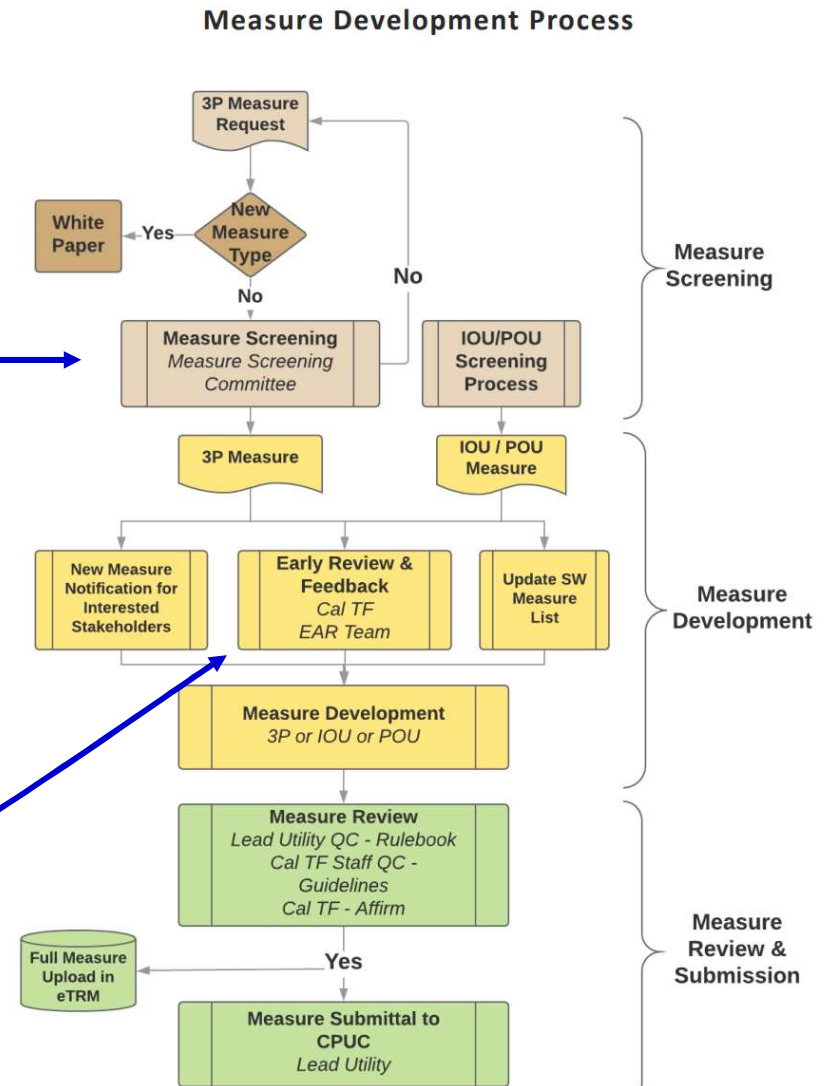 Measure Development Process
3P Measure
Request
New
Measure
Type
Yes
White
Paper
No
No
Measure
Screening
Measure Screening
Measure Screening
Committee
IOU/POU
Screening
Process
3P Measure
IOU / POU
Measure
New Measure
Notification for
Interested
Stakeholders
Early Review &
Feedback
Cal TF
EAR Team
Update SW
Measure
List
Measure
Development
Measure Development
3P or IOU or POU
Measure Review
Lead Utility QC - Rulebook
Cal TF Staff QC -
Guidelines
Cal TF - Affirm
Measure
Review &
Submission
Full Measure
Upload in
eTRM
Yes
Measure Submittal to
CPUC
Lead Utility